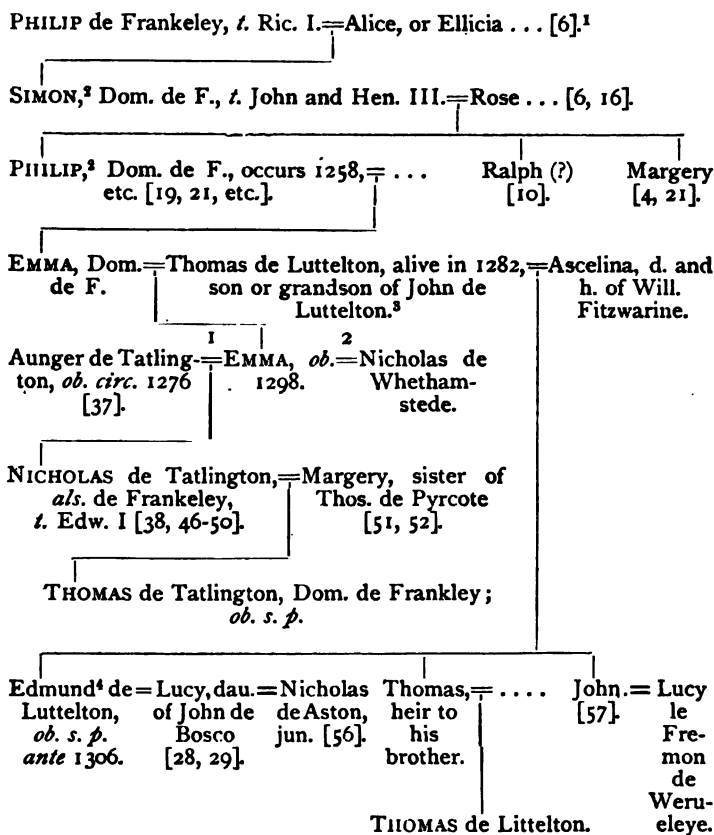 PHILIP de Frankeley, t. Ric. I.=Alice, or Ellicia . . . [6].¹
SIMON,² Dom. de F., t. John and Hen. III.=Rose . . . [6, 16].
PHILIP,² Dom. de F., occurs 1258,= . . .
etc. [19, 21, etc.].
Ralph (?)
[10].
Margery
[4, 21].
EMMA, Dom.=Thomas de Luttelton, alive in 1282,=Ascelina, d. and
de F.
son or grandson of John de
Luttelton.³
h. of Will.
Fitzwarine.
1 2
Aunger de Tatling-=EMMA, ob.=Nicholas de
ton, ob. circ. 1276
[37].
1298.
Whetham-
stede.
NICHOLAS de Tatlington,=Margery, sister of
als. de Frankeley,
t. Edw. I [38, 46-50].
Thos. de Pyrcote
[51, 52].
THOMAS de Tatlington, Dom. de Frankley;
ob. s. p.
Edmund⁴ de=Lucy, dau.=Nicholas
Luttelton,
ob. s. p.
ante 1306.
of John de
Bosco
[28, 29].
de Aston,
jun. [56].
Thomas,= . . . .
heir to
his
brother.
John.=Lucy
[57].
le
Fre-
mon
de
Weru-
eleye.
THOMAS de Littelton.